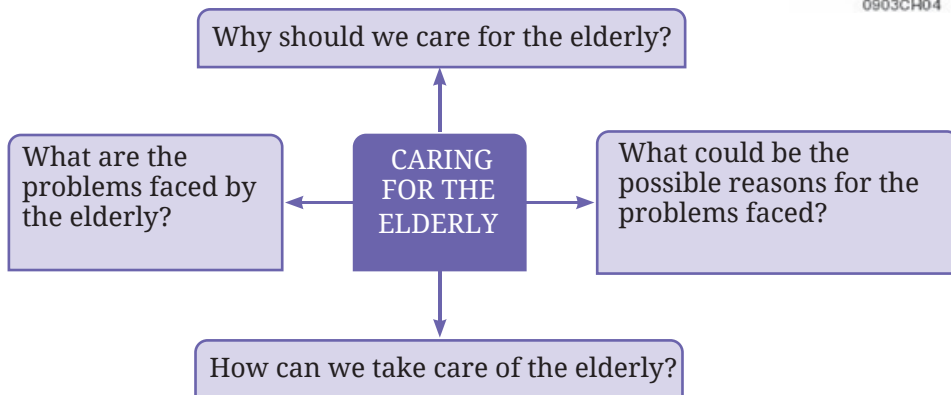 0903CH04
Why should we care for the elderly?
What are the
problems faced by
the elderly?
CARING
FOR THE
ELDERLY
What could be the
possible reasons for the
problems faced?
How can we take care of the elderly?